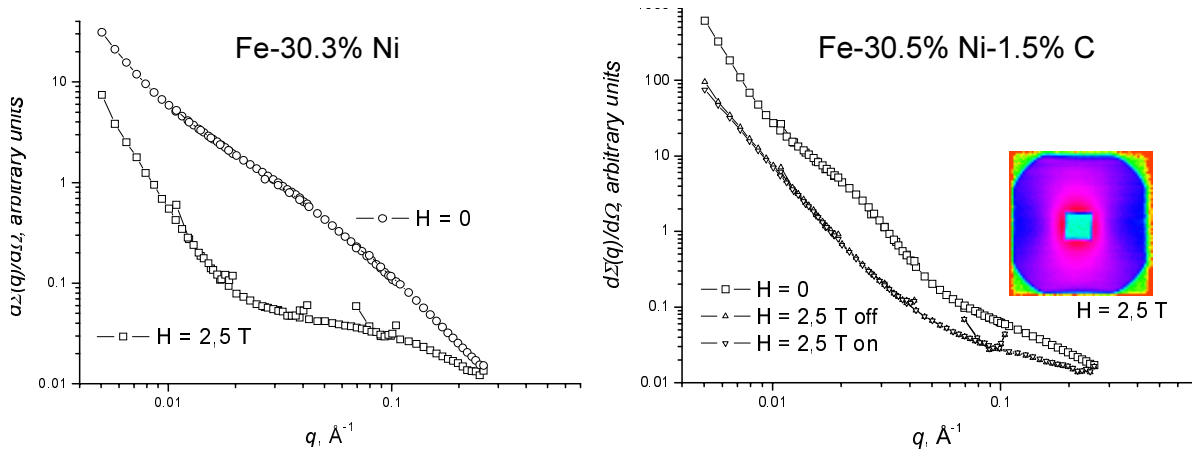 Fe-30.3% Ni
dΣ(q)/dΩ, arbitrary units
10
1
0.1
0.01
H = 0
H = 2,5 T
0.01
0.1
q, Å-1
Fe-30.5% Ni-1.5% C
dΣ(q)/dΩ, arbitrary units
1000
100
10
1
0.1
0.01
H = 0
H = 2,5 T off
H = 2,5 T on
H = 2,5 T
0.01
0.1
q, Å-1